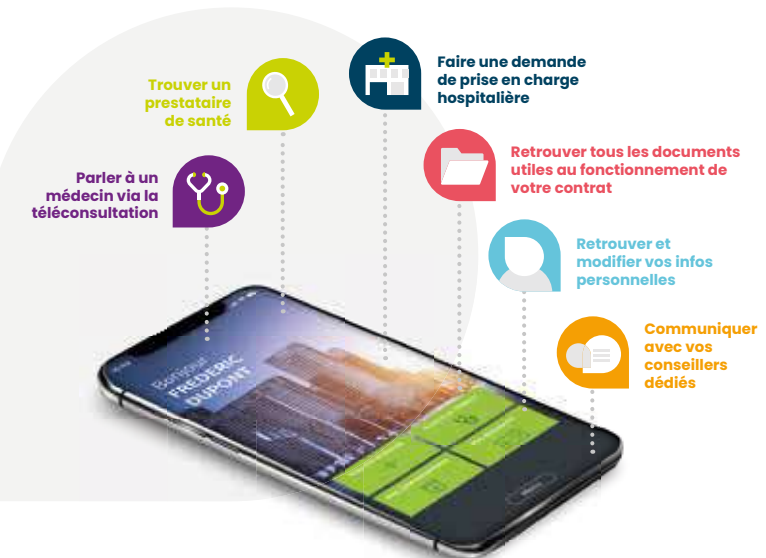 Trouver un
prestataire
de santé
Faire une demande
de prise en charge
hospitalière
Parler à un
médecin via la
téléconsultation
Retrouver tous les documents
utiles au fonctionnement de
votre contrat
Retrouver et
modifier vos infos
personnelles
Communiquer
avec vos
conseillers
dédiés
Bonjour
FREDERIC
DUPONT